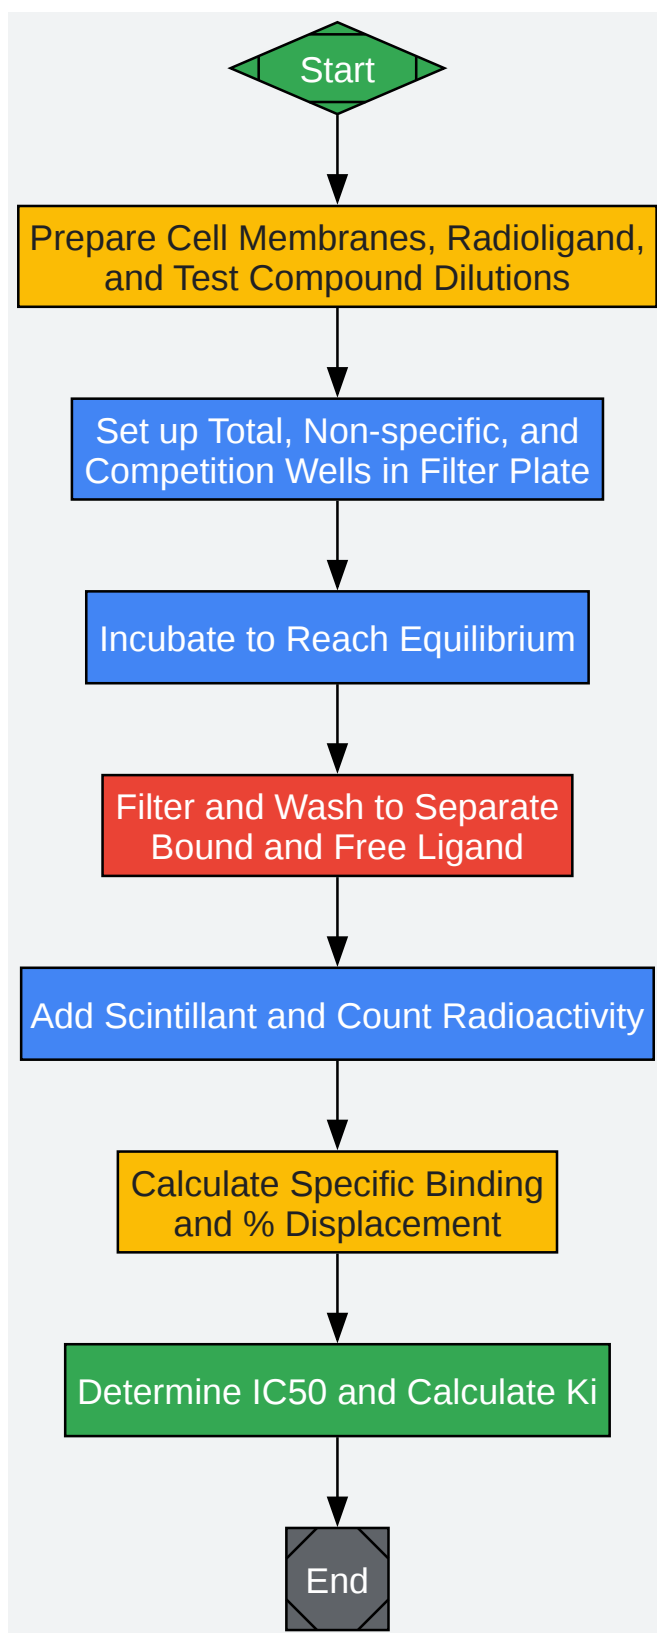 Start
Prepare Cell Membranes, Radioligand,
and Test Compound Dilutions
Set up Total, Non-specific, and
Competition Wells in Filter Plate
Incubate to Reach Equilibrium
Filter and Wash to Separate
Bound and Free Ligand
Add Scintillant and Count Radioactivity
Calculate Specific Binding
and % Displacement
Determine IC50 and Calculate Ki
End